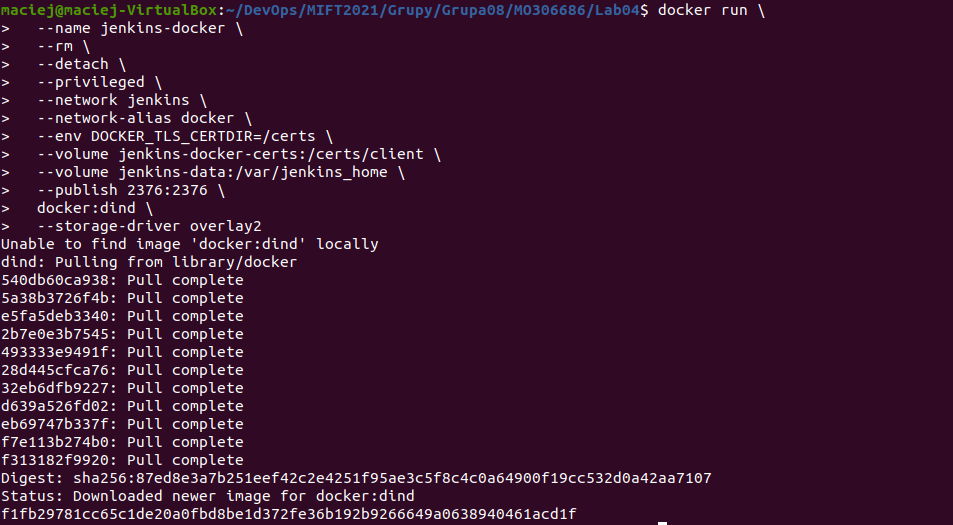 maciej@maciej-VirtualBox:~/DevOps/MIFT2021/Grupy/Grupa08/MO306686/Lab04$ docker run \
>   --name jenkins-docker \
>   --rm \
>   --detach \
>   --privileged \
>   --network jenkins \
>   --network-alias docker \
>   --env DOCKER_TLS_CERTDIR=/certs \
>   --volume jenkins-docker-certs:/certs/client \
>   --volume jenkins-data:/var/jenkins_home \
>   --publish 2376:2376 \
>   docker:dind \
>   --storage-driver overlay2
Unable to find image 'docker:dind' locally
dind: Pulling from library/docker
540db60ca938: Pull complete
5a38b3726f4b: Pull complete
e5fa5deb3340: Pull complete
2b7e0e3b7545: Pull complete
493333e9491f: Pull complete
28d445cfca76: Pull complete
32eb6dfb9227: Pull complete
d639a526fd02: Pull complete
eb69747b337f: Pull complete
f7e113b274b0: Pull complete
f313182f9920: Pull complete
Digest: sha256:87ed8e3a7b251eef42c2e4251f95ae3c5f8c4c0a64900f19cc532d0a42aa7107
Status: Downloaded newer image for docker:dind
f1fb29781cc65c1de20a0fbd8be1d372fe36b192b9266649a0638940461acd1f